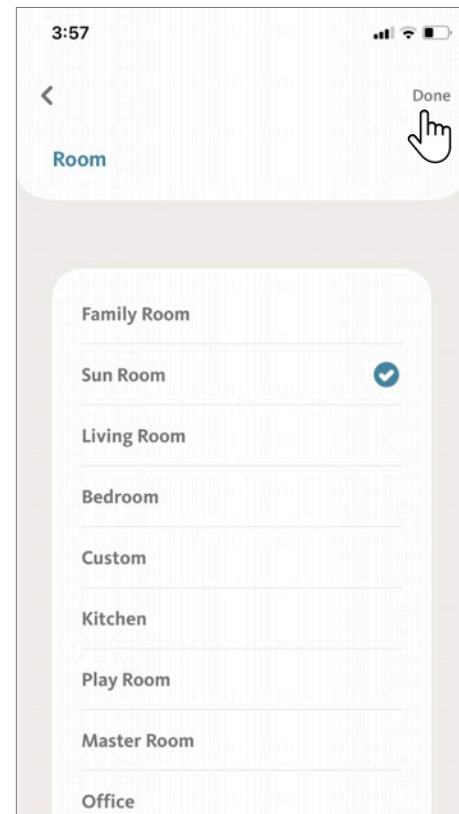 3:57
Done
Room
Family Room
Sun Room
Living Room
Bedroom
Custom
Kitchen
Play Room
Master Room
Office